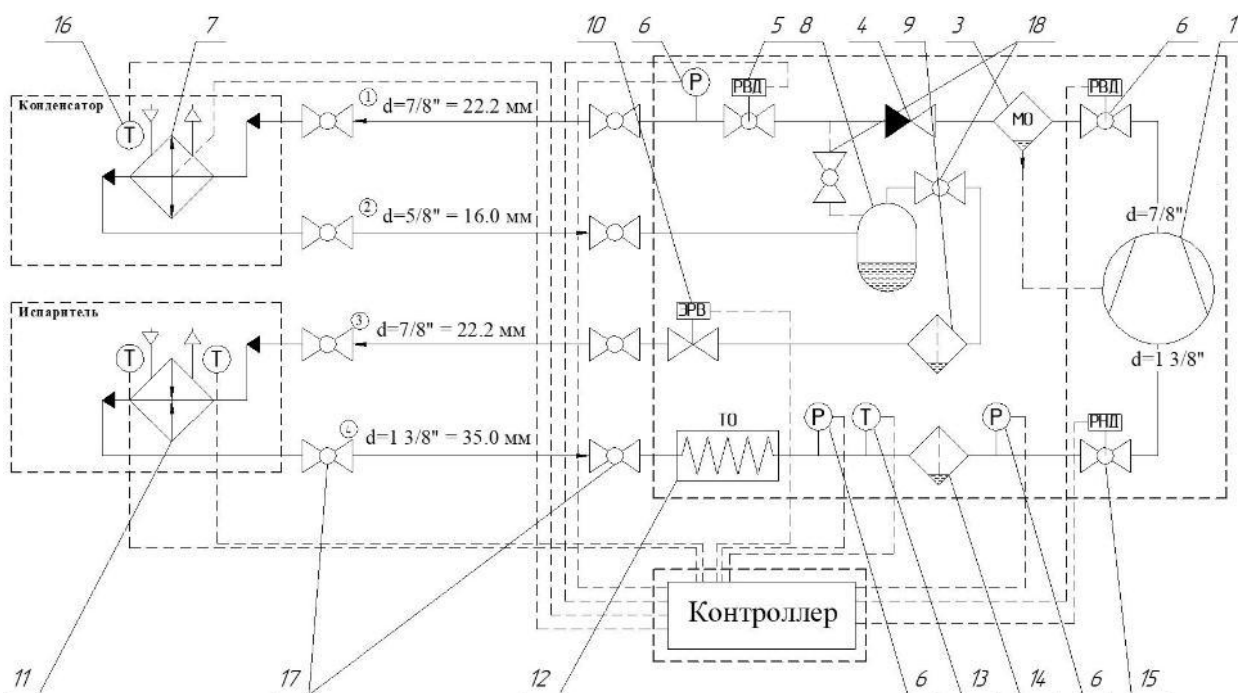 16 7 10 6 5 8 4 9 3 18 6 1
Конденсатор
T
① d=7/8" = 22.2 мм
P
РВД
МО
РВД
② d=5/8" = 16.0 мм
d=7/8"
Испаритель
T T
③ d=7/8" = 22.2 мм
ЭРВ
d=1 3/8"
④ d=1 3/8" = 35.0 мм
ТО
P T P
РНД
Контроллер
11 17 12 6 13 14 6 15